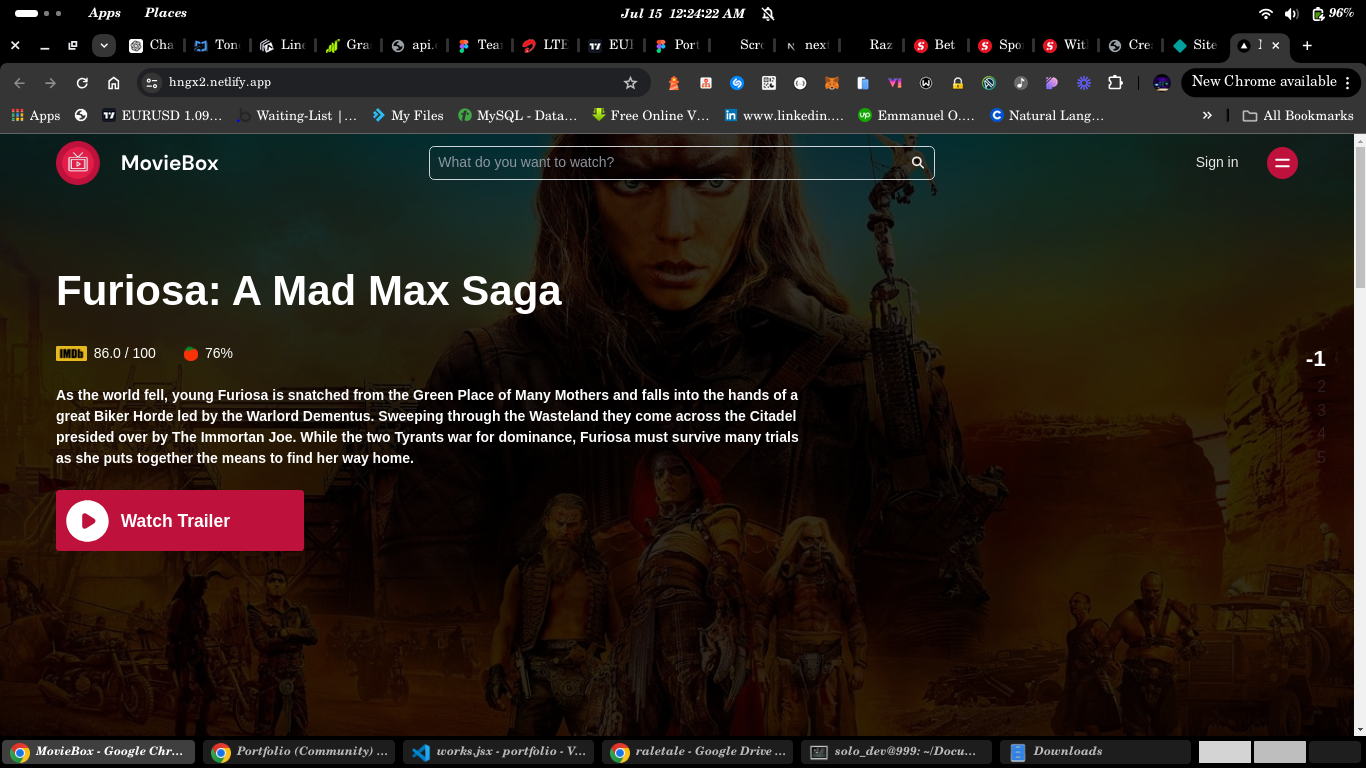 Apps Places Jul 15 12:24:22 AM 96%
Cha Ton Line Gra api. Tear LTE EUI Port Scr next Raz Bet Spo Wit Cre Site
hngx2.netlify.app New Chrome available
Apps EURUSD 1.09… Waiting-List |… My Files MySQL - Data… Free Online V… www.linkedin.… Emmanuel O.… Natural Lang… » All Bookmarks
MovieBox What do you want to watch? Sign in
Furiosa: A Mad Max Saga
IMDb 86.0 / 100 76%
-1
2
3
4
5
As the world fell, young Furiosa is snatched from the Green Place of Many Mothers and falls into the hands of a
great Biker Horde led by the Warlord Dementus. Sweeping through the Wasteland they come across the Citadel
presided over by The Immortan Joe. While the two Tyrants war for dominance, Furiosa must survive many trials
as she puts together the means to find her way home.
Watch Trailer
MovieBox - Google Chr… Portfolio (Community) … works.jsx - portfolio - V… raletale - Google Drive … solo_dev@999: ~/Docu… Downloads